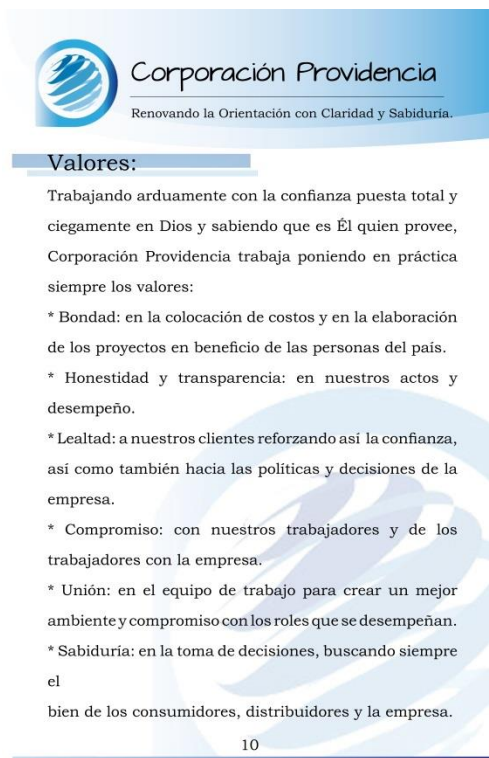 Corporación Providencia
Renovando la Orientación con Claridad y Sabiduría.
Valores:
Trabajando arduamente con la confianza puesta total y
ciegamente en Dios y sabiendo que es Él quien provee,
Corporación Providencia trabaja poniendo en práctica
siempre los valores:
* Bondad: en la colocación de costos y en la elaboración
de los proyectos en beneficio de las personas del país.
* Honestidad y transparencia: en nuestros actos y
desempeño.
* Lealtad: a nuestros clientes reforzando así la confianza,
así como también hacia las políticas y decisiones de la
empresa.
* Compromiso: con nuestros trabajadores y de los
trabajadores con la empresa.
* Unión: en el equipo de trabajo para crear un mejor
ambiente y compromiso con los roles que se desempeñan.
* Sabiduría: en la toma de decisiones, buscando siempre
el
bien de los consumidores, distribuidores y la empresa.
10